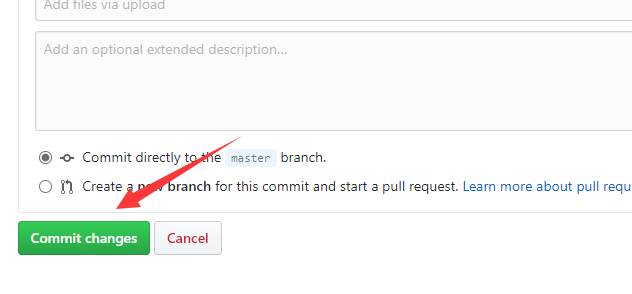 Add files via upload
Add an optional extended description...
Commit directly to the master branch.
Create a new branch for this commit and start a pull request. Learn more about pull requ
Commit changes Cancel